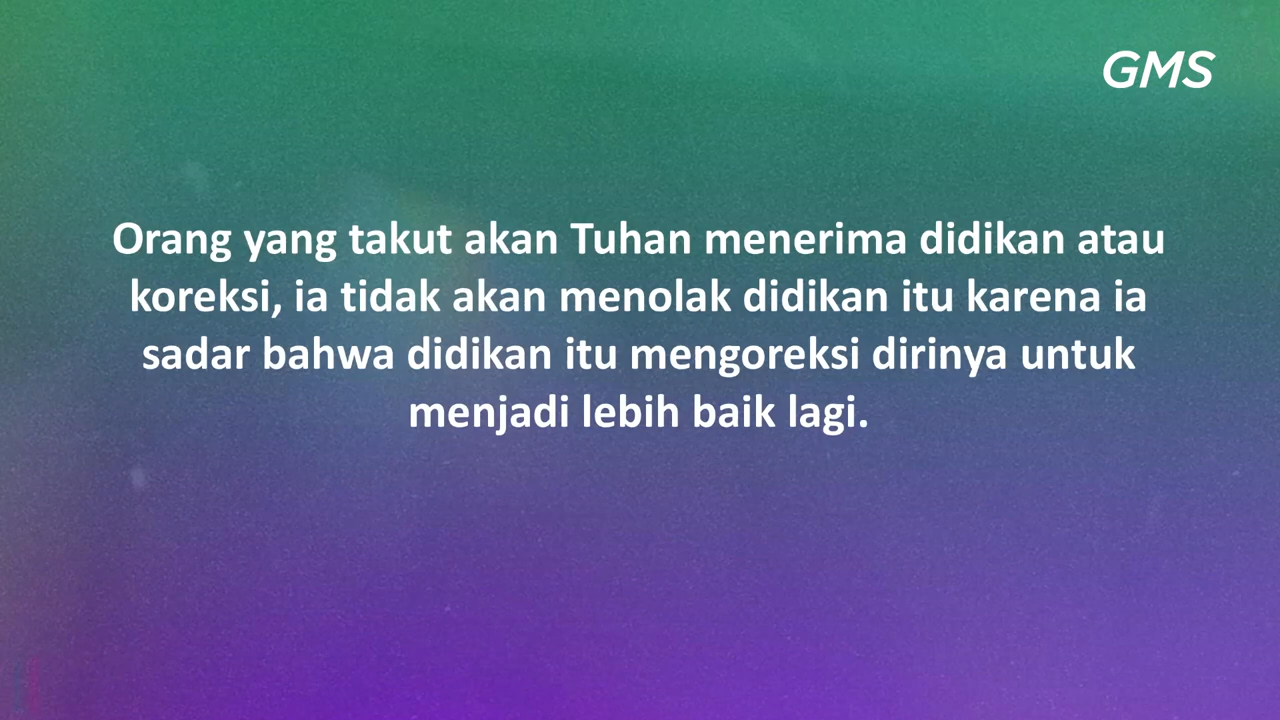 GMS
Orang yang takut akan Tuhan menerima didikan atau
koreksi, ia tidak akan menolak didikan itu karena ia
sadar bahwa didikan itu mengoreksi dirinya untuk
menjadi lebih baik lagi.